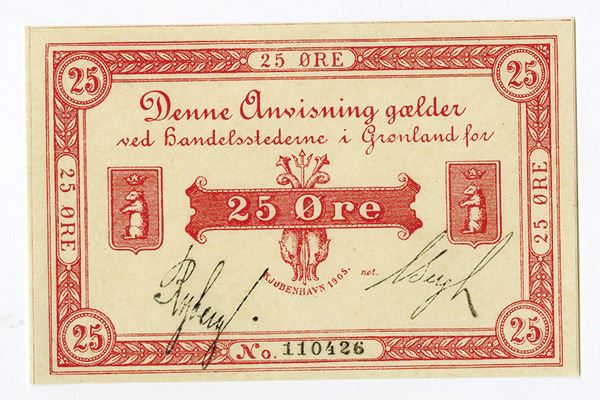 25 25 ØRE 25
Denne Anvisning gælder
ved Handelsstederne i Grønland for
25 ØRE 25 Øre 25 ØRE
KJØBENHAVN 1905. not.
25 No. 110426 25